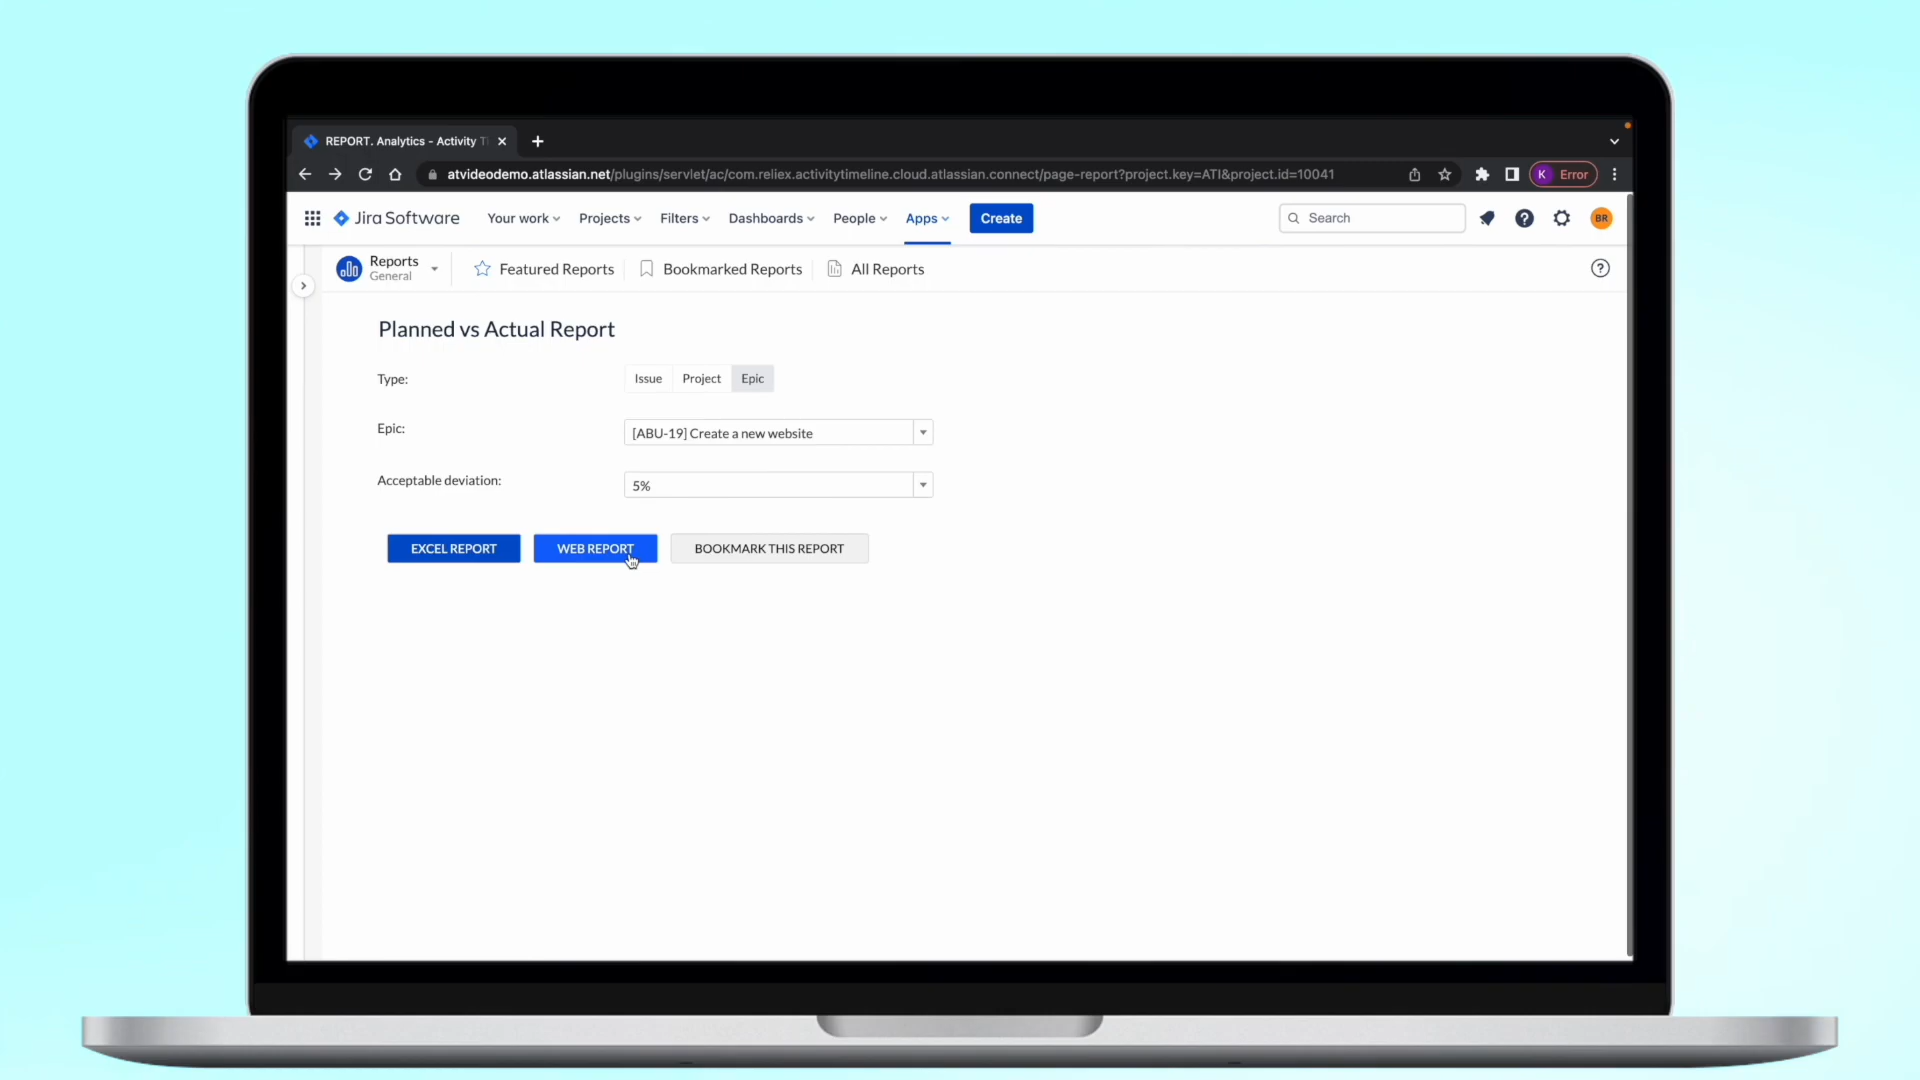 REPORT. Analytics - Activity T
atvideodemo.atlassian.net/plugins/servlet/ac/com.reliex.activitytimeline.cloud.atlassian.connect/page-report?project.key=ATI&project.id=10041
K Error
Jira Software Your work Projects Filters Dashboards People Apps Create Search BR
Reports
General
Featured Reports Bookmarked Reports All Reports
Planned vs Actual Report
Type: Issue Project Epic
Epic: [ABU-19] Create a new website
Acceptable deviation: 5%
EXCEL REPORT WEB REPORT BOOKMARK THIS REPORT